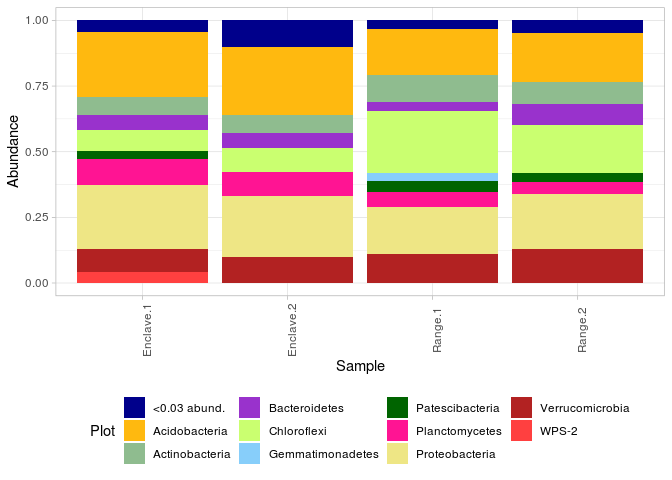 1.00
0.75
0.50
0.25
0.00
Abundance
Enclave.1
Enclave.2
Range.1
Range.2
Sample
Plot
<0.03 abund.
Bacteroidetes
Patescibacteria
Verrucomicrobia
Acidobacteria
Chloroflexi
Planctomycetes
WPS-2
Actinobacteria
Gemmatimonadetes
Proteobacteria